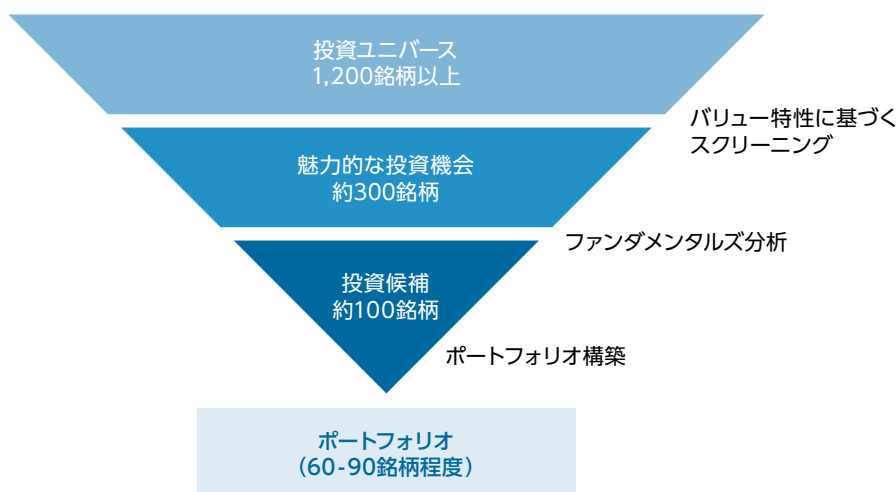 投資ユニバース
1,200銘柄以上
バリュー特性に基づく
スクリーニング
魅力的な投資機会
約300銘柄
ファンダメンタルズ分析
投資候補
約100銘柄
ポートフォリオ構築
ポートフォリオ
（60-90銘柄程度）